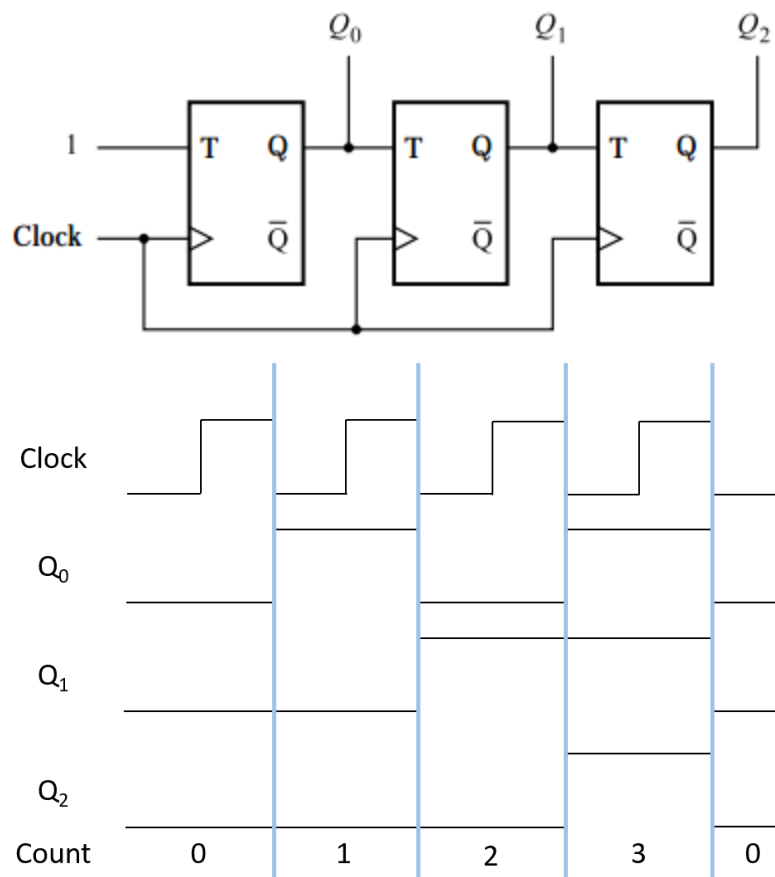 Q₀ Q₁ Q₂
1 T Q T Q T Q
Clock Q̅ Q̅ Q̅
Clock
Q₀
Q₁
Q₂
Count 0 1 2 3 0